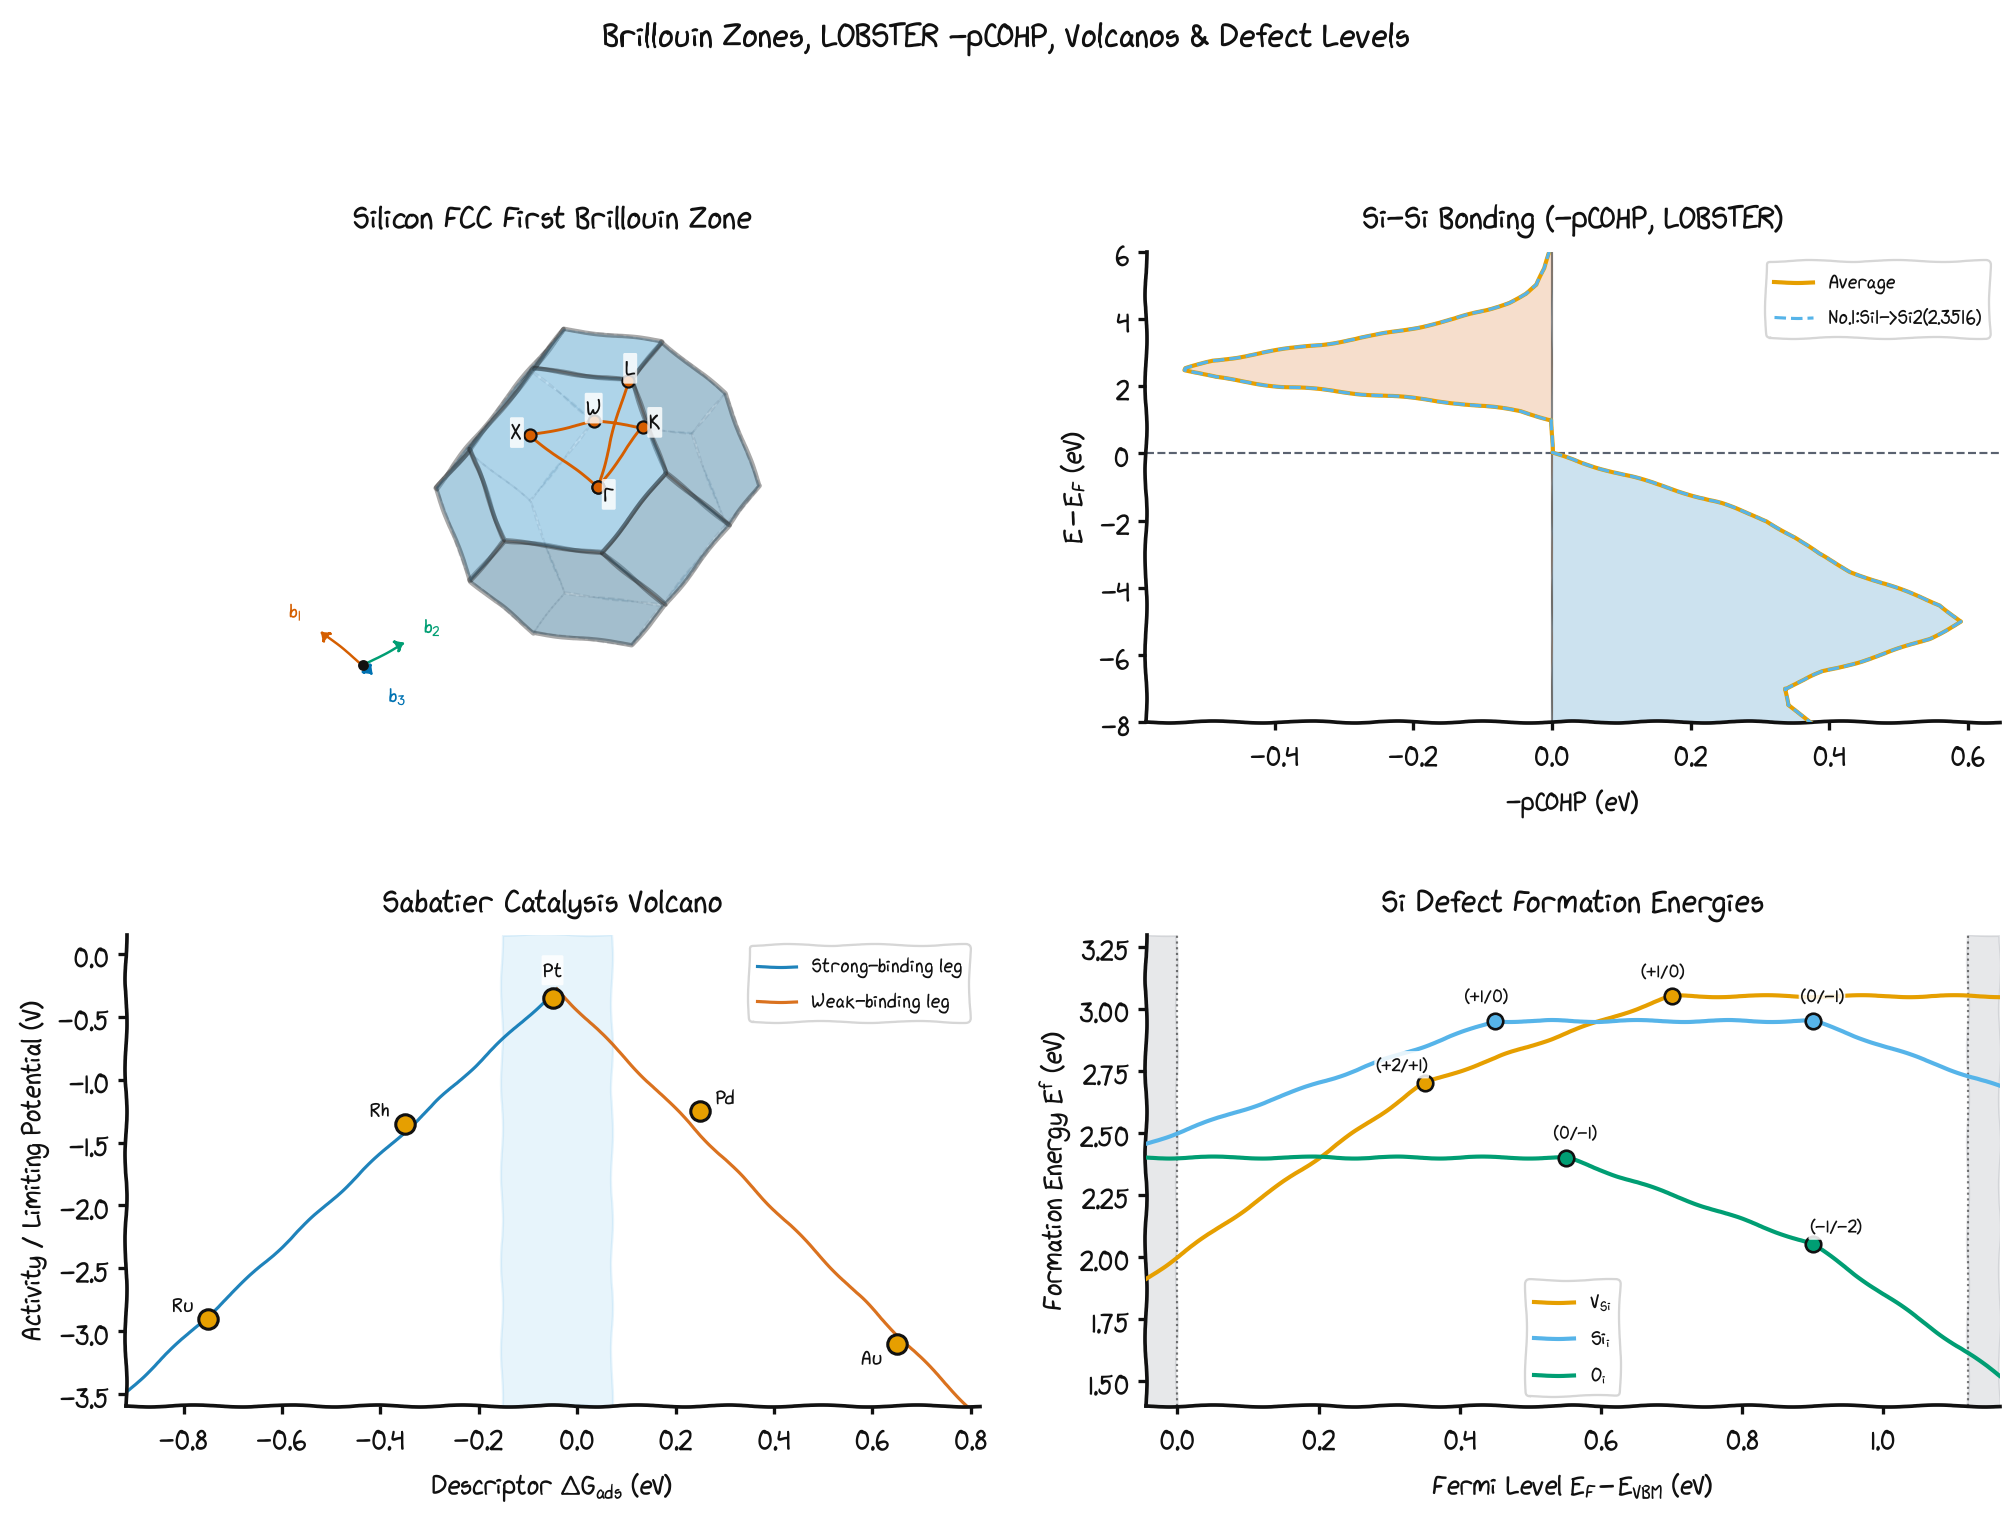 Brillouin Zones, LOBSTER −pCOHP, Volcanos & Defect Levels
Silicon FCC First Brillouin Zone
L
W
K
X
Γ
b₁
b₂
b₃
Si–Si Bonding (−pCOHP, LOBSTER)
Average
No.1:Si1->Si2(2.3516)
E − E_F (eV)
6
4
2
0
−2
−4
−6
−8
−0.4 −0.2 0.0 0.2 0.4 0.6
−pCOHP (eV)
Sabatier Catalysis Volcano
Strong-binding leg
Weak-binding leg
Activity / Limiting Potential (V)
0.0
−0.5
−1.0
−1.5
−2.0
−2.5
−3.0
−3.5
Pt
Rh
Pd
Ru
Au
−0.8 −0.6 −0.4 −0.2 0.0 0.2 0.4 0.6 0.8
Descriptor ΔG_ads (eV)
Si Defect Formation Energies
Formation Energy E^f (eV)
3.25
3.00
2.75
2.50
2.25
2.00
1.75
1.50
(+1/0)
(+1/0)
(0/−1)
(+2/+1)
(0/−1)
(−1/−2)
V_Si
Si_i
O_i
0.0 0.2 0.4 0.6 0.8 1.0
Fermi Level E_F − E_VBM (eV)